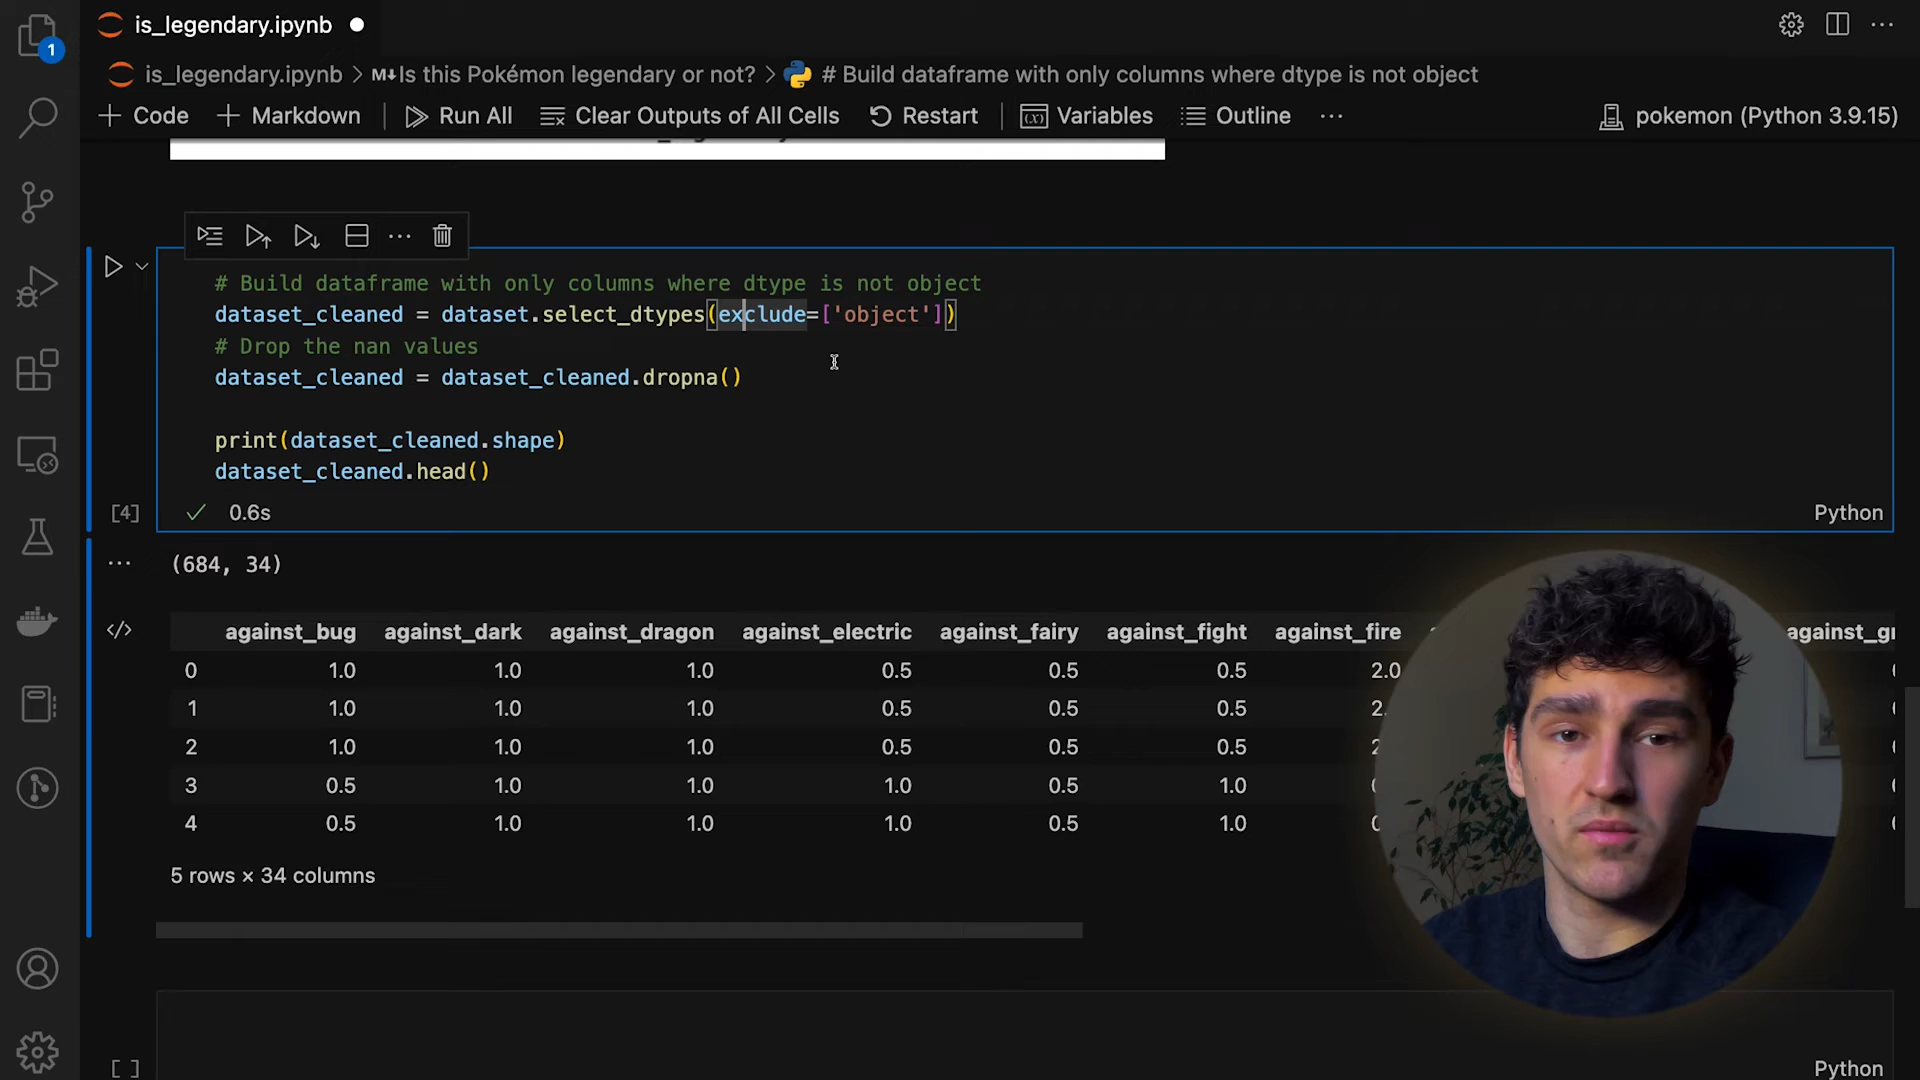 is_legendary.ipynb
1
is_legendary.ipynb > M↓Is this Pokémon legendary or not? > # Build dataframe with only columns where dtype is not object
+ Code + Markdown Run All Clear Outputs of All Cells Restart Variables Outline ... pokemon (Python 3.9.15)
# Build dataframe with only columns where dtype is not object
dataset_cleaned = dataset.select_dtypes(exclude=['object'])
# Drop the nan values
dataset_cleaned = dataset_cleaned.dropna()
print(dataset_cleaned.shape)
dataset_cleaned.head()
[4] ✓ 0.6s Python
(684, 34)
against_bug against_dark against_dragon against_electric against_fairy against_fight against_fire against_gr
0 1.0 1.0 1.0 0.5 0.5 0.5 2.0
1 1.0 1.0 1.0 0.5 0.5 0.5 2.
2 1.0 1.0 1.0 0.5 0.5 0.5 2
3 0.5 1.0 1.0 1.0 0.5 1.0
4 0.5 1.0 1.0 1.0 0.5 1.0
5 rows × 34 columns
[ ] Python